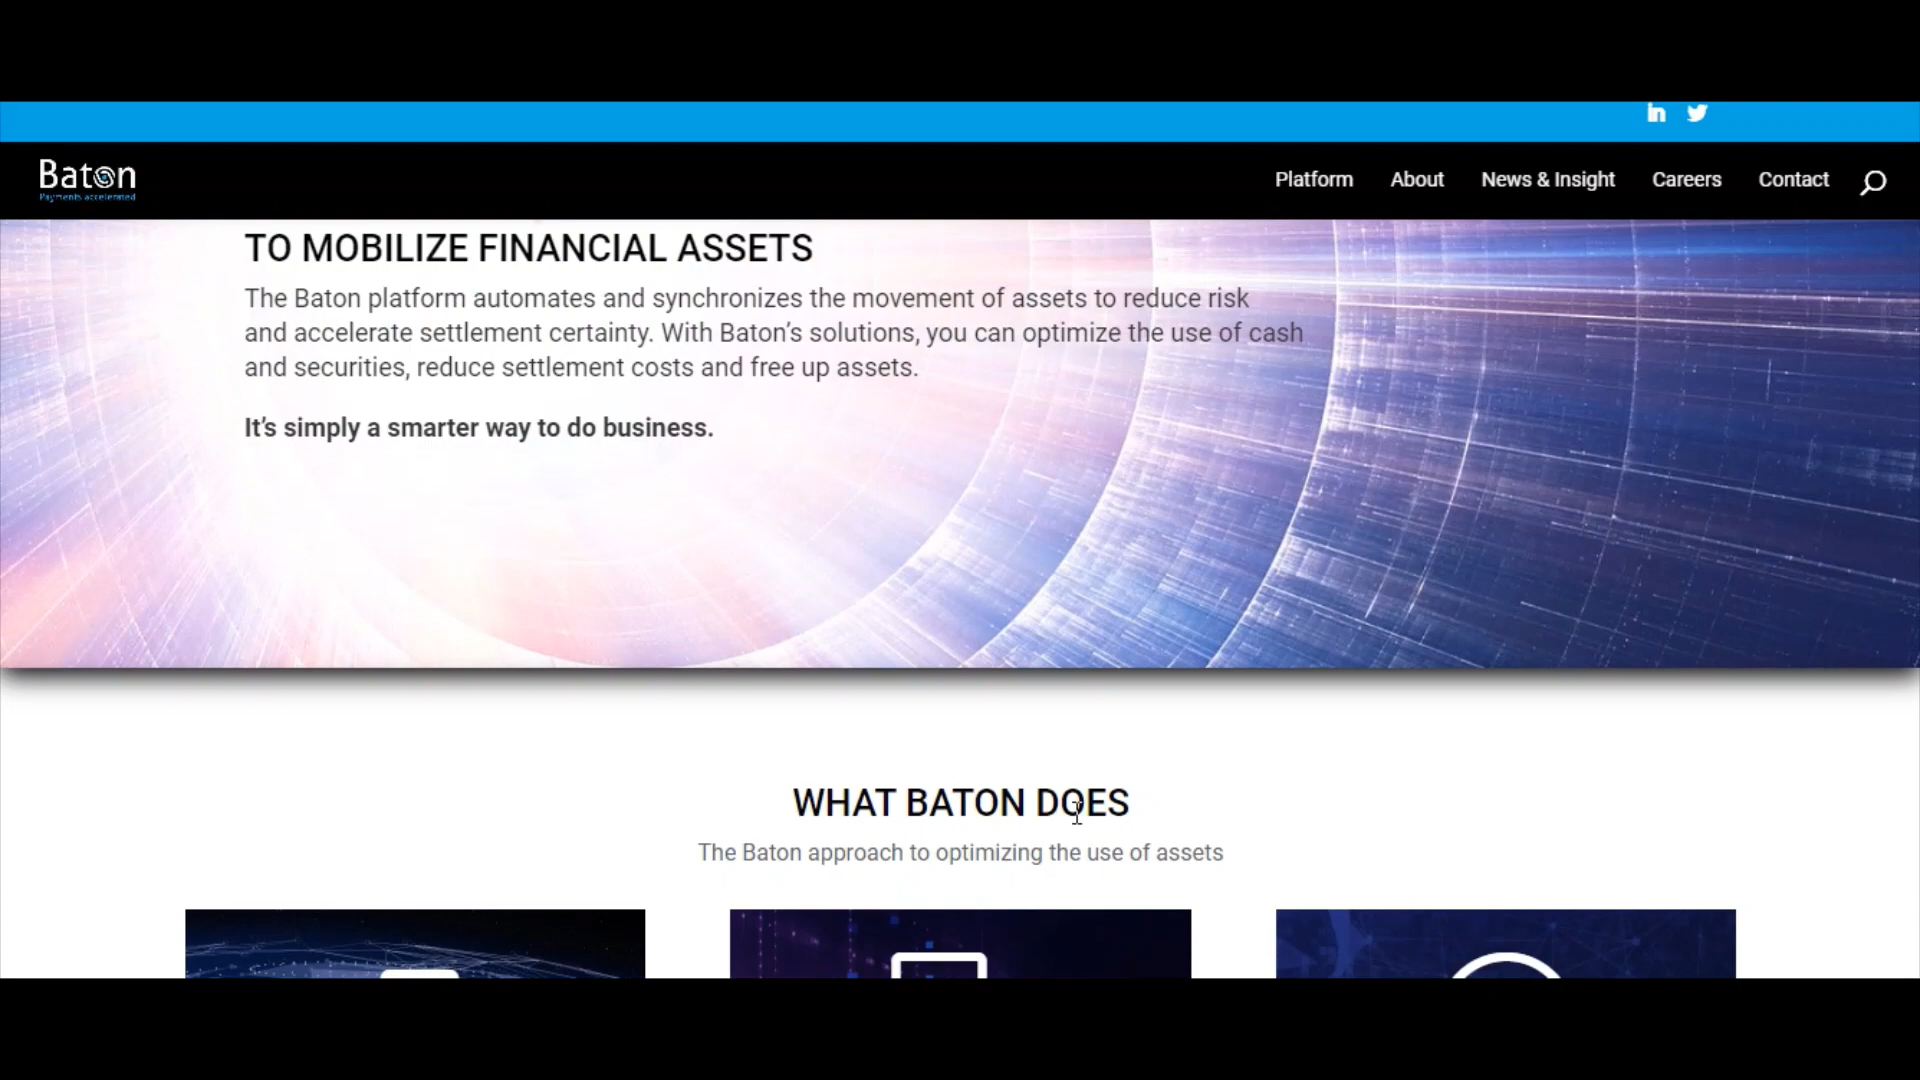 in
Baton
Payments accelerated
Platform
About
News & Insight
Careers
Contact
TO MOBILIZE FINANCIAL ASSETS
The Baton platform automates and synchronizes the movement of assets to reduce risk
and accelerate settlement certainty. With Baton’s solutions, you can optimize the use of cash
and securities, reduce settlement costs and free up assets.
It’s simply a smarter way to do business.
WHAT BATON DOES
The Baton approach to optimizing the use of assets